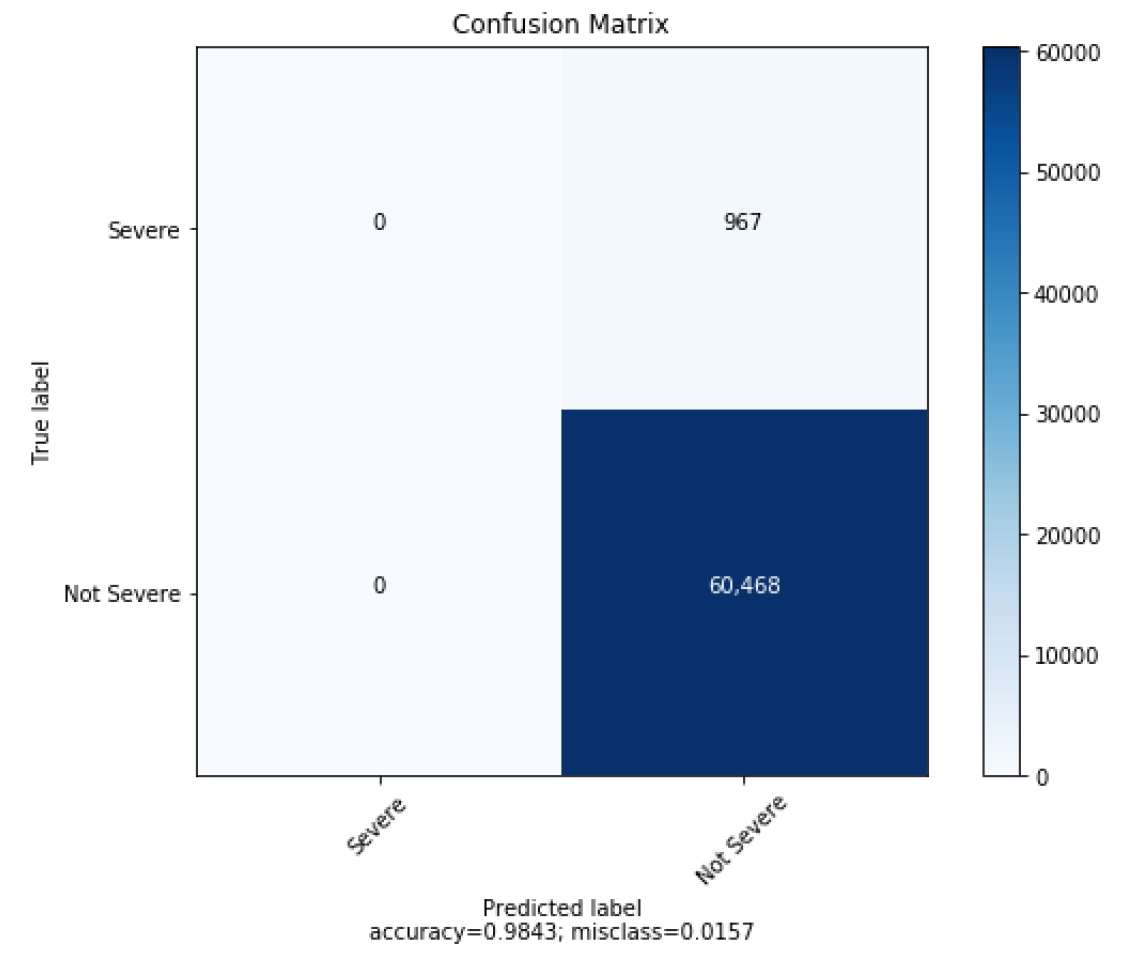 Confusion Matrix
Severe
0
967
Not Severe
0
60,468
True label
Severe
Not Severe
Predicted label
accuracy=0.9843; misclass=0.0157
60000
50000
40000
30000
20000
10000
0